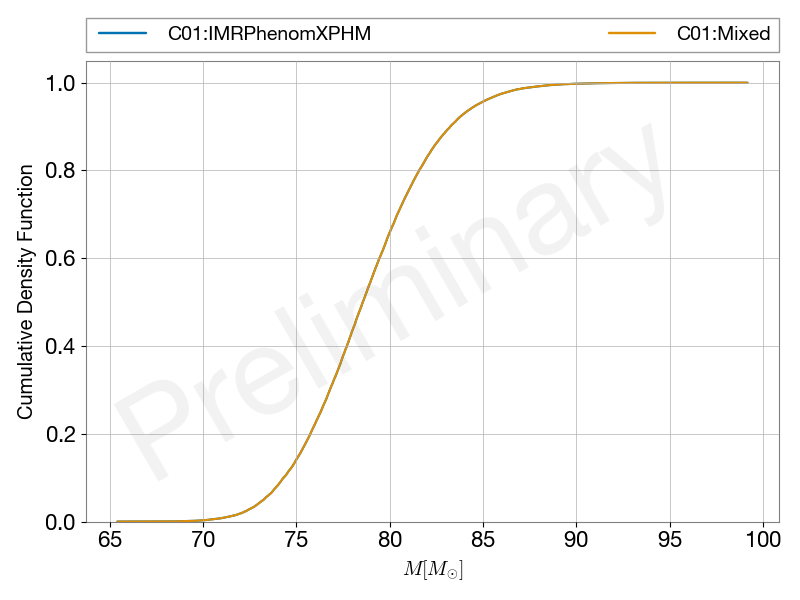 C01:IMRPhenomXPHM C01:Mixed
Cumulative Density Function
1.0
0.8
0.6
0.4
0.2
0.0
Preliminary
65 70 75 80 85 90 95 100
M[M☉]